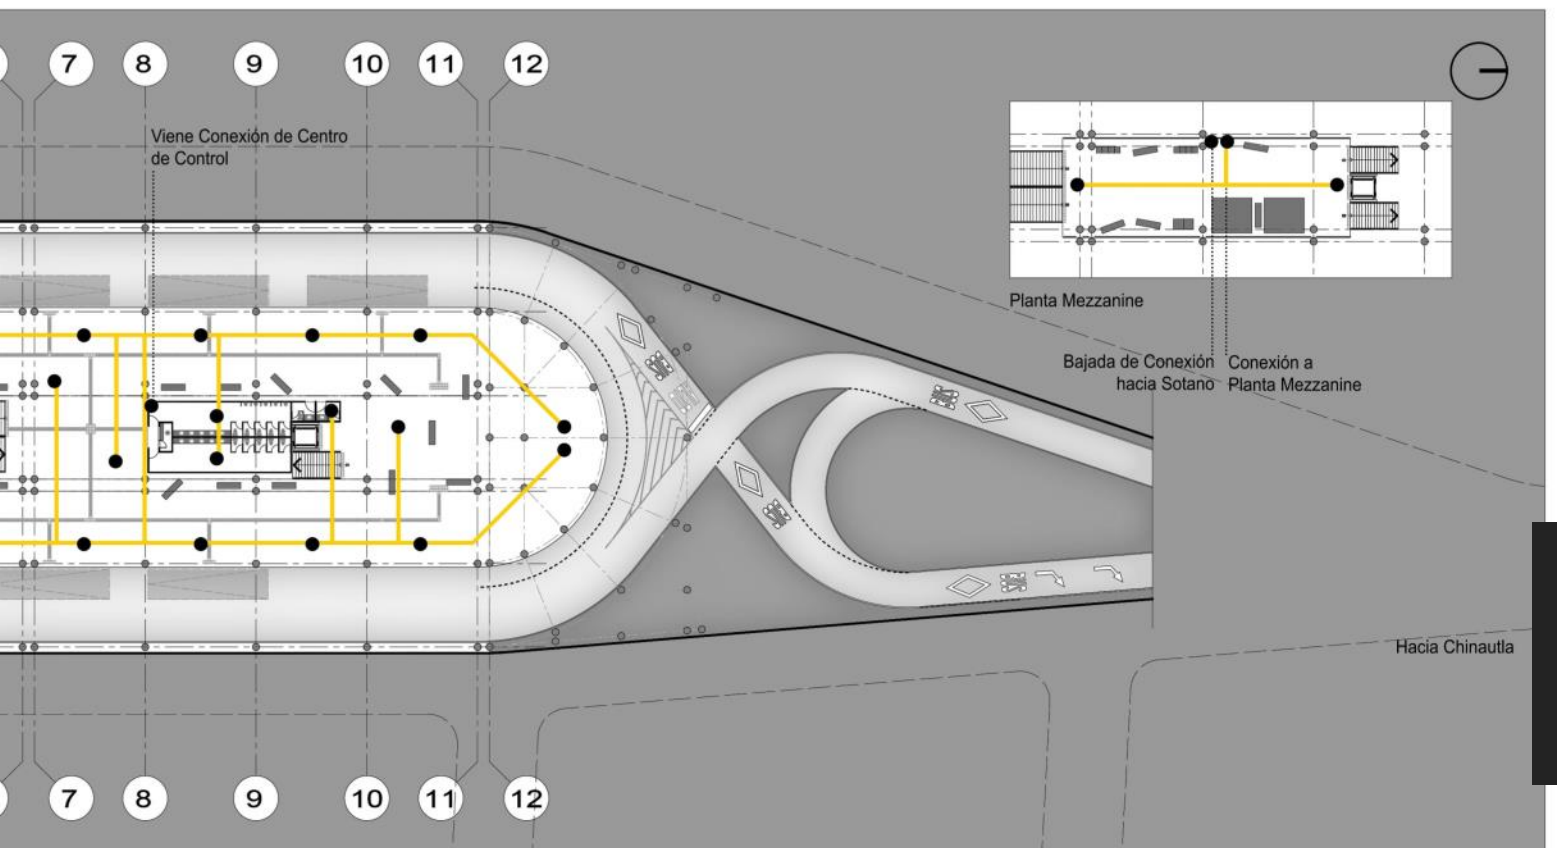 7
8
9
10
11
12
Viene Conexión de Centro
de Control
Planta Mezzanine
Bajada de Conexión
hacia Sotano
Conexión a
Planta Mezzanine
Hacia Chinautla
7
8
9
10
11
12